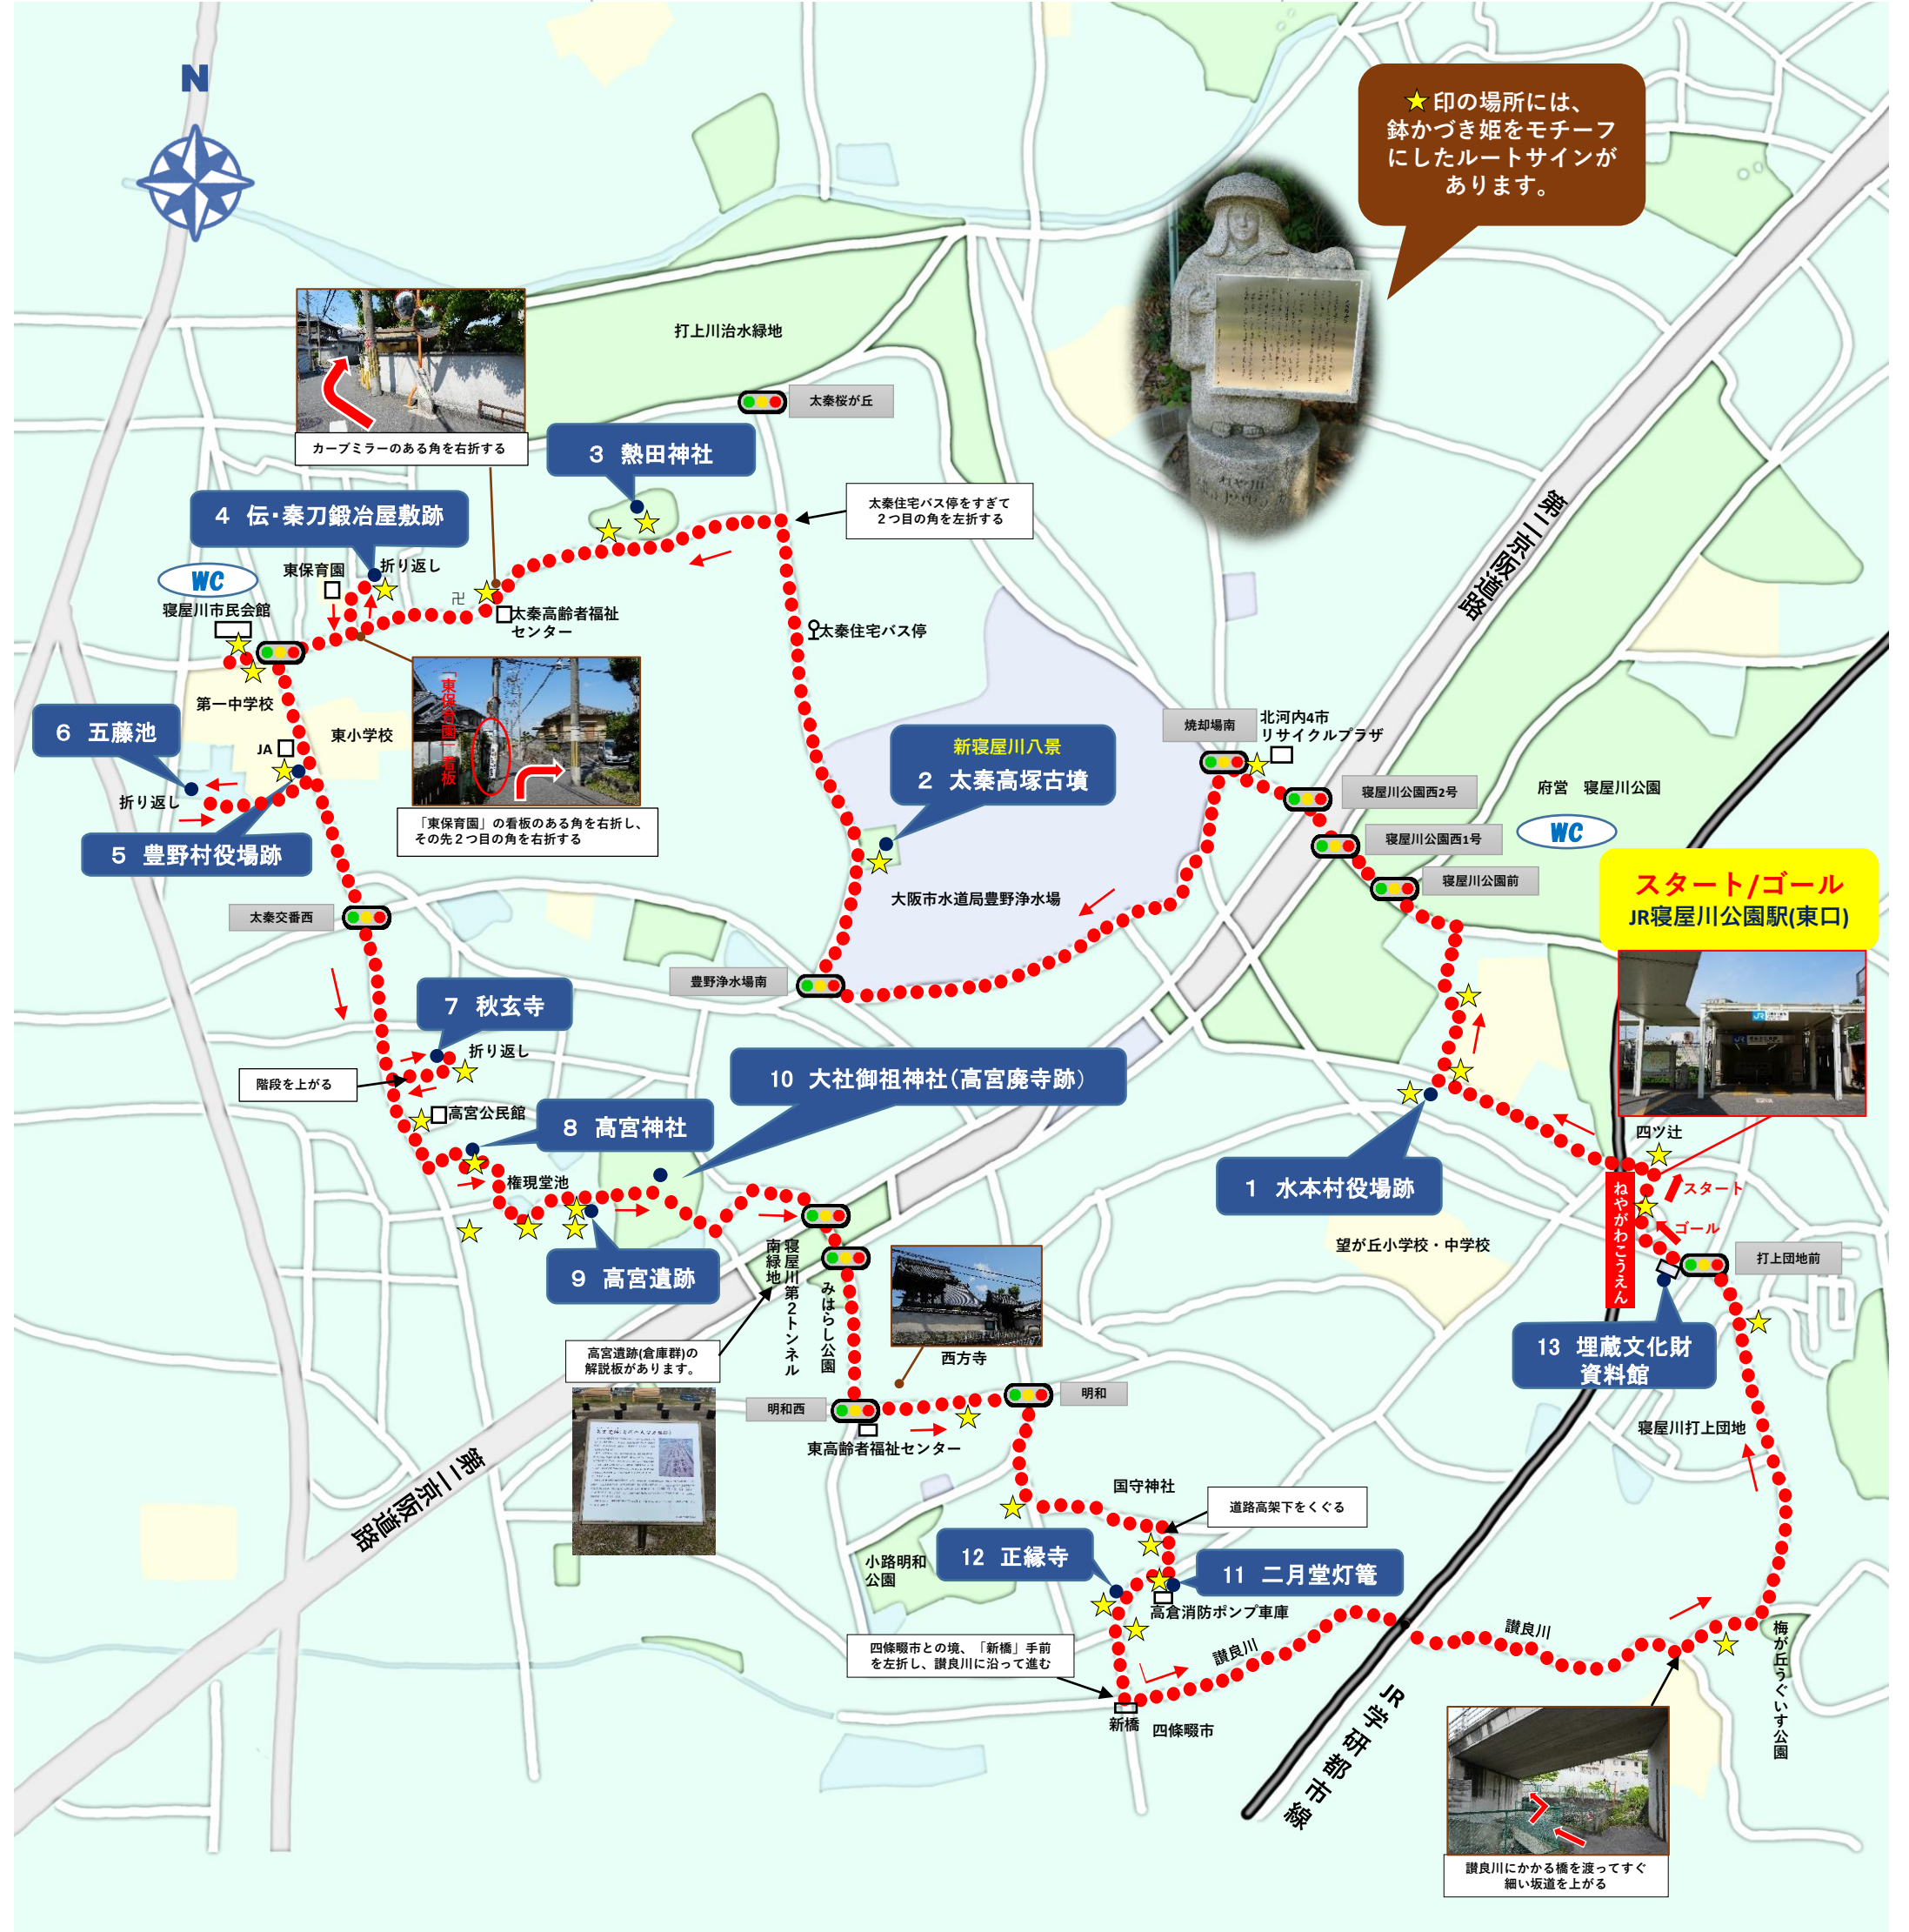 N
★印の場所には、
鉢かづき姫をモチーフ
にしたルートサインが
あります。
打上川治水緑地
太秦桜が丘
カーブミラーのある角を右折する
3 熱田神社
太秦住宅バス停をすぎて
2つ目の角を左折する
4 伝・秦刀鍛冶屋敷跡
折り返し
東保育園
WC
寝屋川市民会館
卍
太秦高齢者福祉
センター
太秦住宅バス停
第二京阪道路
「東保育園」看板
「東保育園」の看板のある角を右折し、
その先2つ目の角を右折する
第一中学校
東小学校
JA
6 五藤池
折り返し
5 豊野村役場跡
新寝屋川八景
2 太秦高塚古墳
大阪市水道局豊野浄水場
焼却場南
北河内4市
リサイクルプラザ
寝屋川公園西2号
寝屋川公園西1号
寝屋川公園前
府営 寝屋川公園
WC
スタート/ゴール
JR寝屋川公園駅(東口)
JR
太秦交番西
豊野浄水場南
7 秋玄寺
折り返し
階段を上がる
高宮公民館
10 大社御祖神社(高宮廃寺跡)
8 髙宮神社
権現堂池
9 高宮遺跡
1 水本村役場跡
四ツ辻
スタート
ゴール
ねやがわこうえん
打上団地前
望が丘小学校・中学校
13 埋蔵文化財
資料館
寝屋川第2トンネル
南緑地
みはらし公園
高宮遺跡(倉庫群)の
解説板があります。
西方寺
明和西
明和
東高齢者福祉センター
寝屋川打上団地
第二京阪道路
国守神社
道路高架下をくぐる
12 正縁寺
11 二月堂灯篭
小路明和
公園
高倉消防ポンプ車庫
四條畷市との境、「新橋」手前
を左折し、讃良川に沿って進む
讃良川
讃良川
新橋
四條畷市
JR学研都市線
梅が丘うぐいす公園
讃良川にかかる橋を渡ってすぐ
細い坂道を上がる